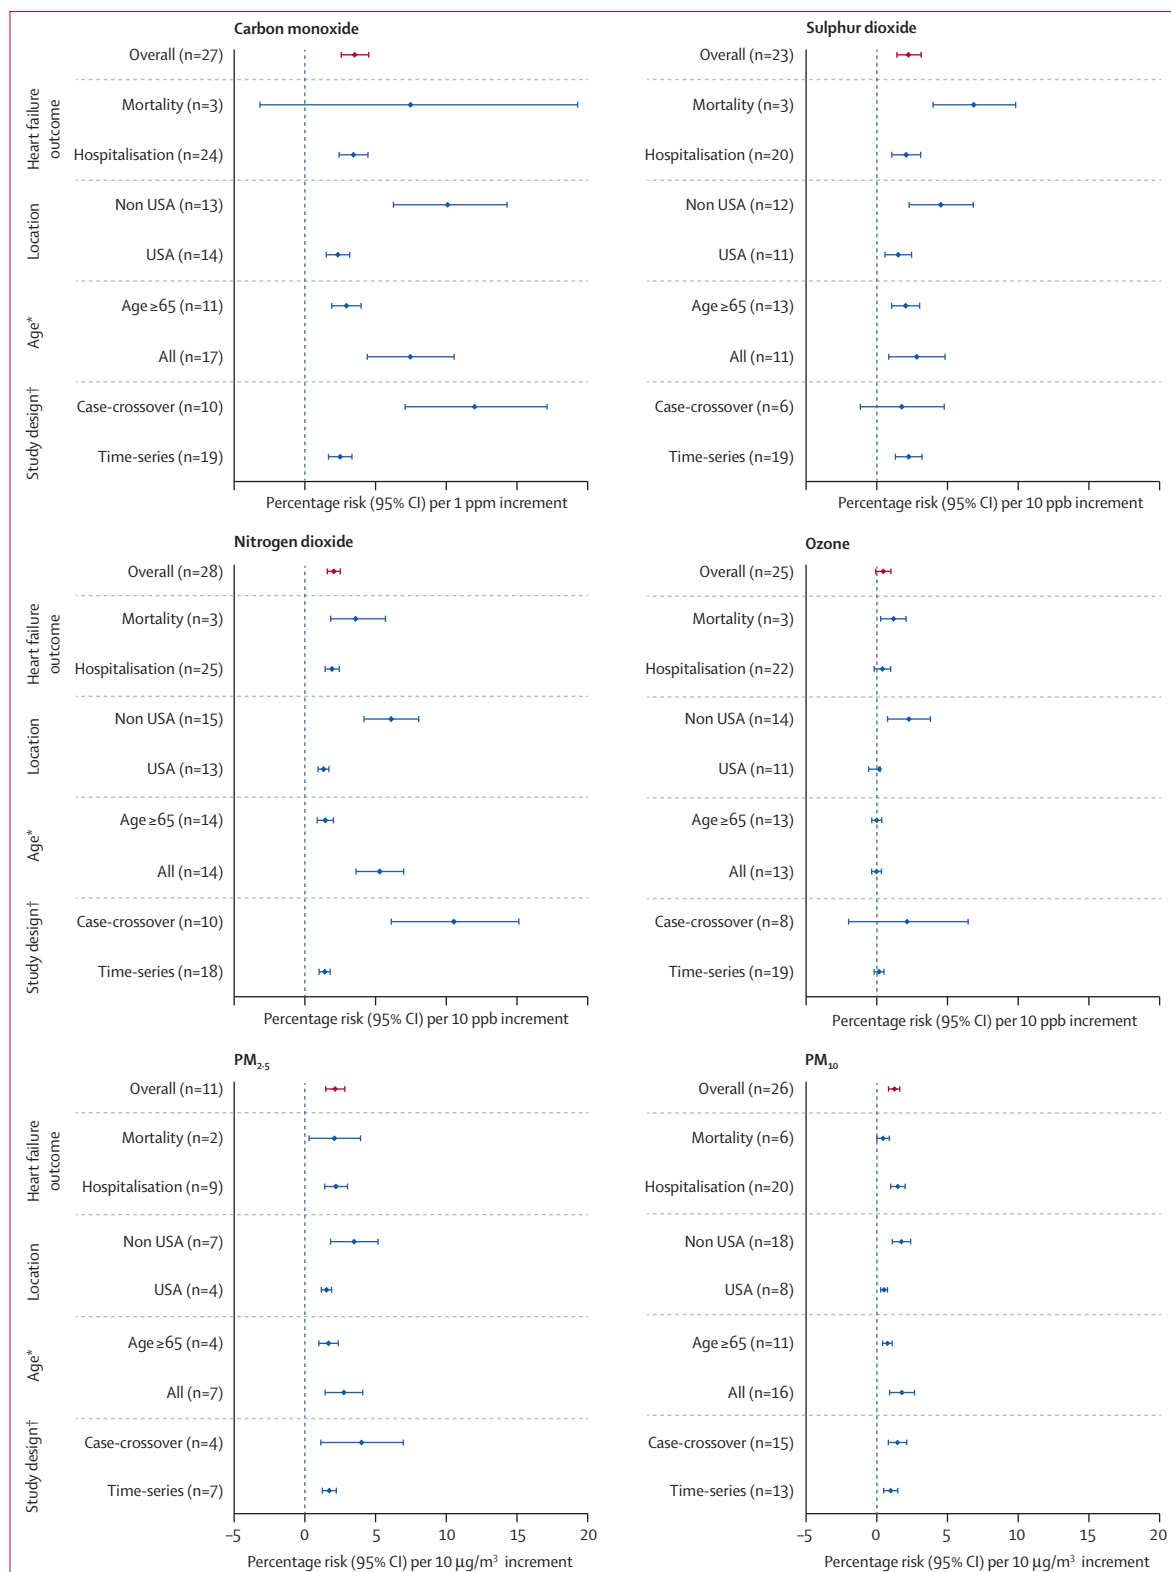 Carbon monoxide
Overall (n=27)
Heart failure
outcome
Mortality (n=3)
Hospitalisation (n=24)
Location
Non USA (n=13)
USA (n=14)
Age*
Age ≥65 (n=11)
All (n=17)
Study design†
Case-crossover (n=10)
Time-series (n=19)
Percentage risk (95% CI) per 1 ppm increment
Sulphur dioxide
Overall (n=23)
Mortality (n=3)
Hospitalisation (n=20)
Non USA (n=12)
USA (n=11)
Age ≥65 (n=13)
All (n=11)
Case-crossover (n=6)
Time-series (n=19)
Percentage risk (95% CI) per 10 ppb increment
Nitrogen dioxide
Overall (n=28)
Heart failure
outcome
Mortality (n=3)
Hospitalisation (n=25)
Location
Non USA (n=15)
USA (n=13)
Age*
Age ≥65 (n=14)
All (n=14)
Study design†
Case-crossover (n=10)
Time-series (n=18)
Percentage risk (95% CI) per 10 ppb increment
Ozone
Overall (n=25)
Mortality (n=3)
Hospitalisation (n=22)
Non USA (n=14)
USA (n=11)
Age ≥65 (n=13)
All (n=13)
Case-crossover (n=8)
Time-series (n=19)
Percentage risk (95% CI) per 10 ppb increment
PM2·5
Overall (n=11)
Heart failure
outcome
Mortality (n=2)
Hospitalisation (n=9)
Location
Non USA (n=7)
USA (n=4)
Age*
Age ≥65 (n=4)
All (n=7)
Study design†
Case-crossover (n=4)
Time-series (n=7)
–5 0 5 10 15 20
Percentage risk (95% CI) per 10 μg/m³ increment
PM10
Overall (n=26)
Mortality (n=6)
Hospitalisation (n=20)
Non USA (n=18)
USA (n=8)
Age ≥65 (n=11)
All (n=16)
Case-crossover (n=15)
Time-series (n=13)
–5 0 5 10 15 20
Percentage risk (95% CI) per 10 μg/m³ increment